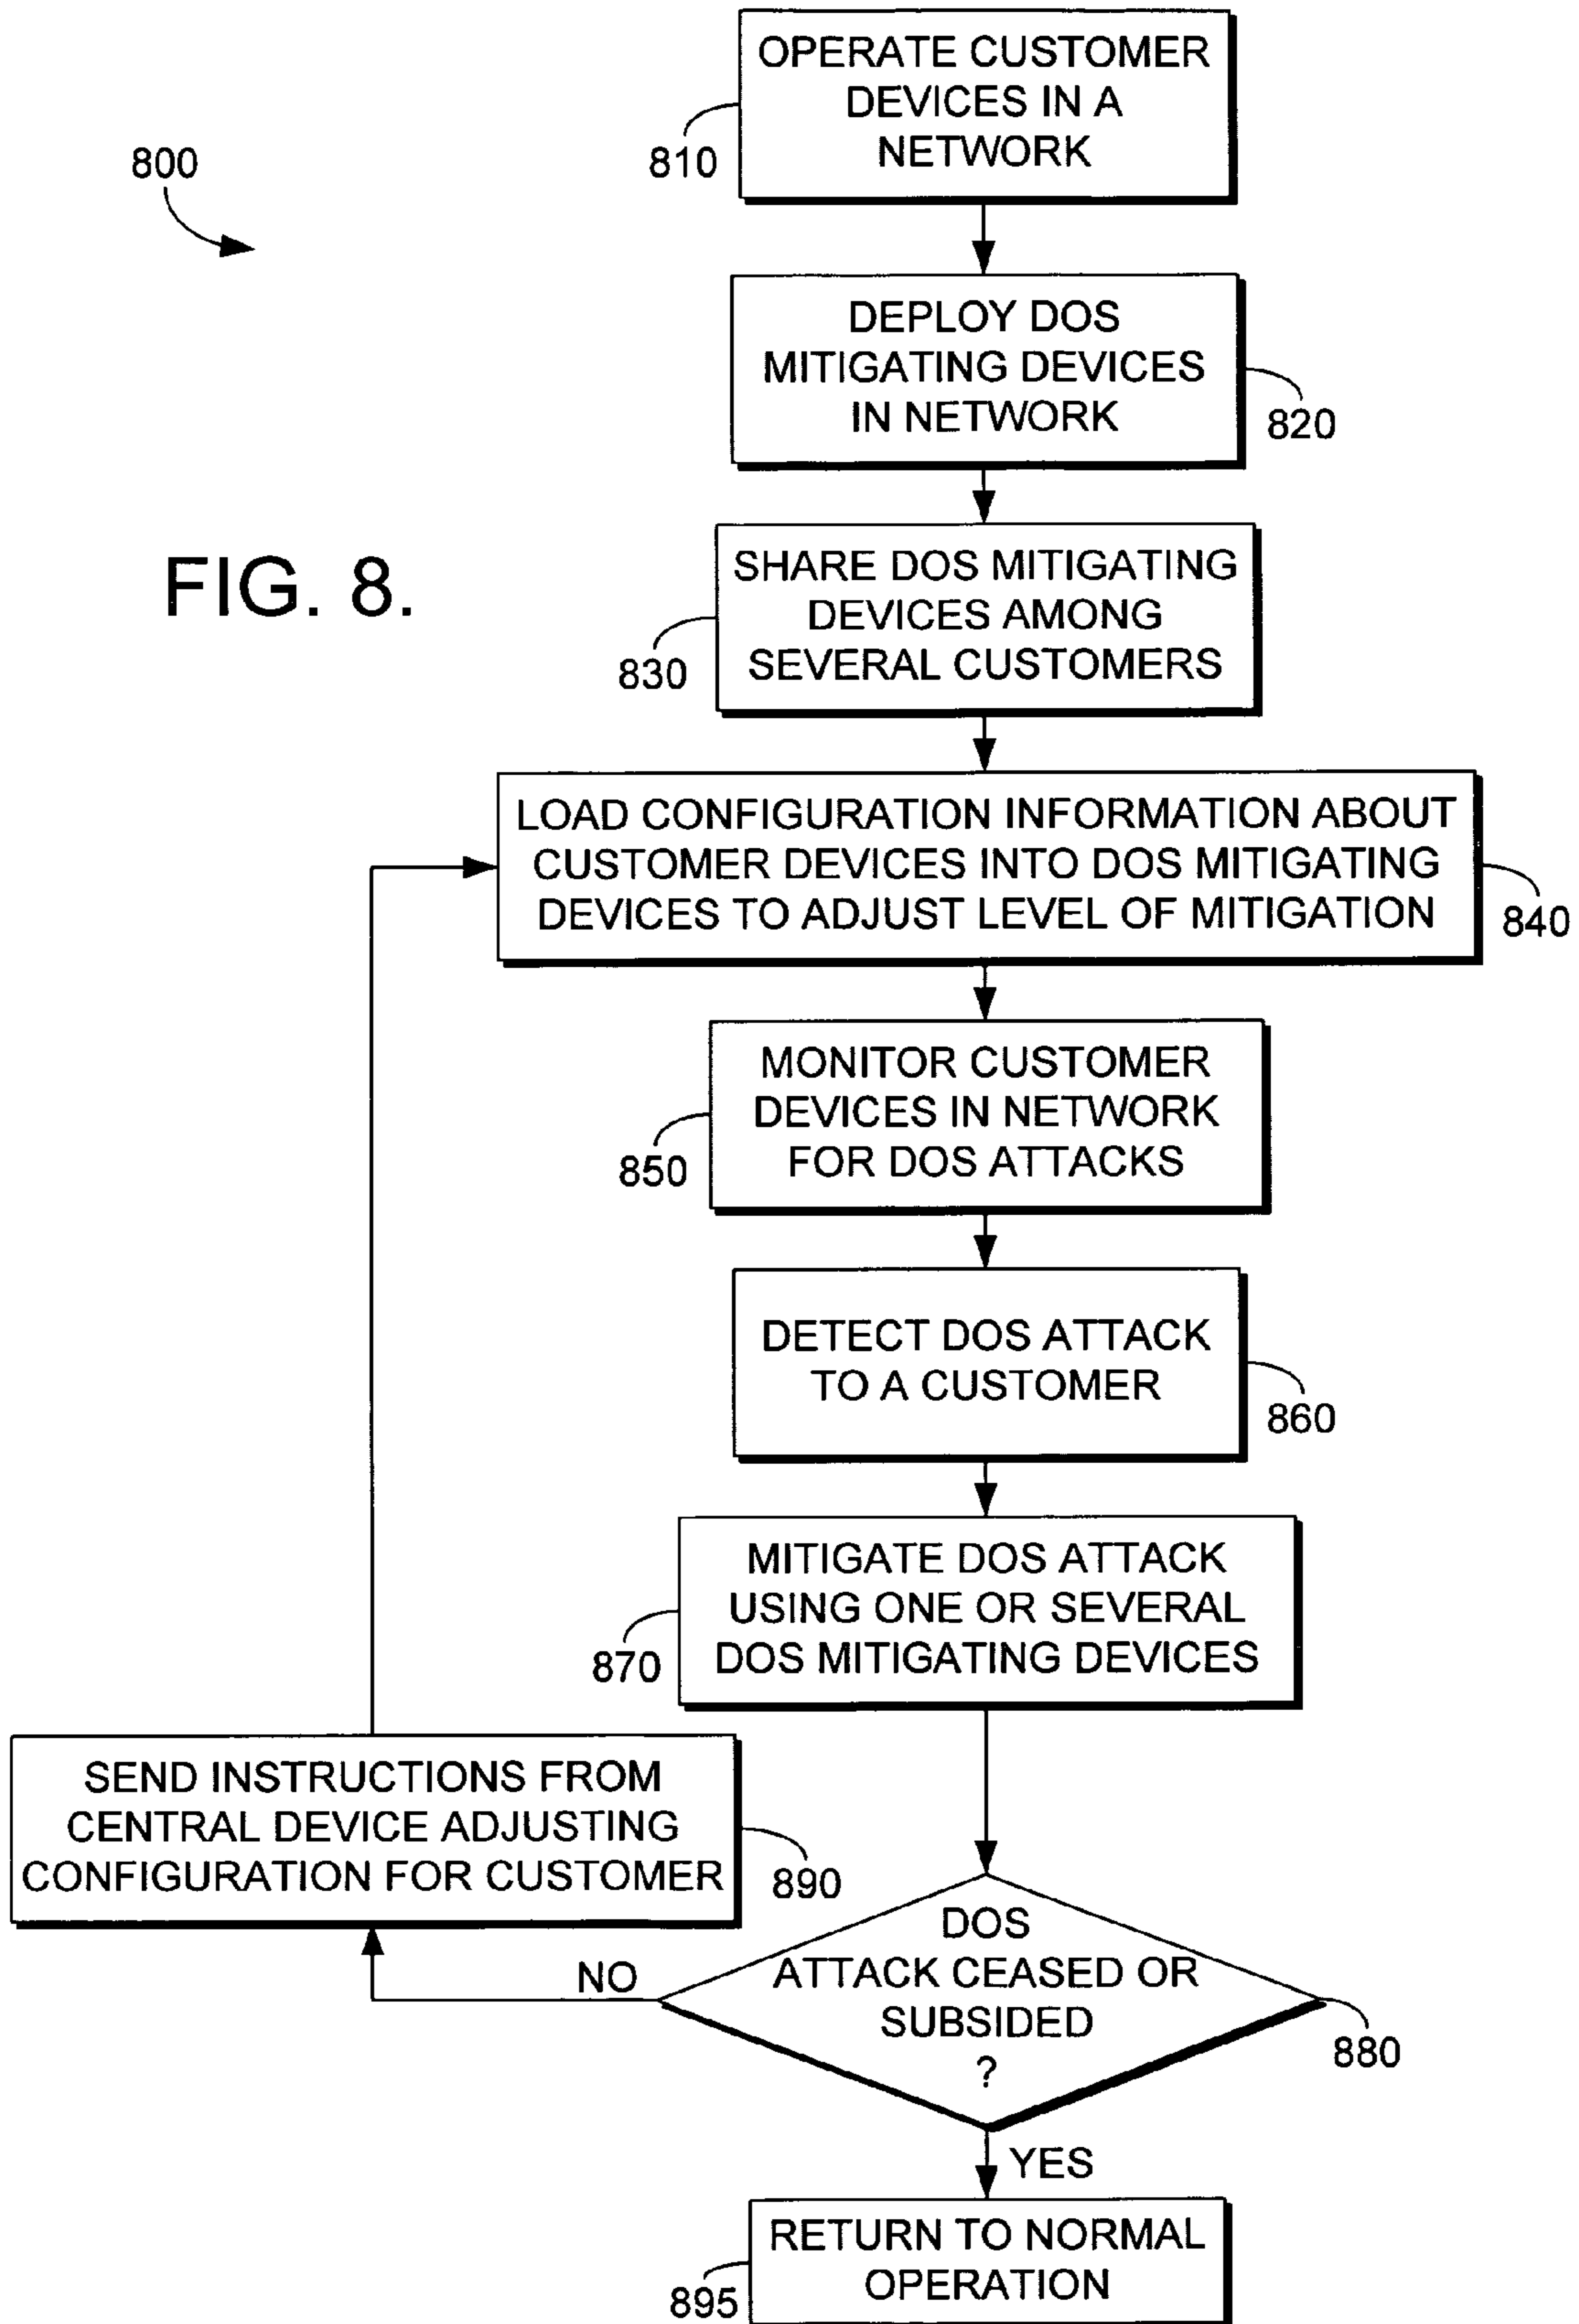 OPERATE CUSTOMER
DEVICES IN A
NETWORK
810
800
DEPLOY DOS
MITIGATING DEVICES
IN NETWORK
820
FIG. 8.
SHARE DOS MITIGATING
DEVICES AMONG
SEVERAL CUSTOMERS
830
LOAD CONFIGURATION INFORMATION ABOUT
CUSTOMER DEVICES INTO DOS MITIGATING
DEVICES TO ADJUST LEVEL OF MITIGATION
840
MONITOR CUSTOMER
DEVICES IN NETWORK
FOR DOS ATTACKS
850
DETECT DOS ATTACK
TO A CUSTOMER
860
MITIGATE DOS ATTACK
USING ONE OR SEVERAL
DOS MITIGATING DEVICES
870
SEND INSTRUCTIONS FROM
CENTRAL DEVICE ADJUSTING
CONFIGURATION FOR CUSTOMER
890
DOS
ATTACK CEASED OR
SUBSIDED
?
880
NO
YES
RETURN TO NORMAL
OPERATION
895